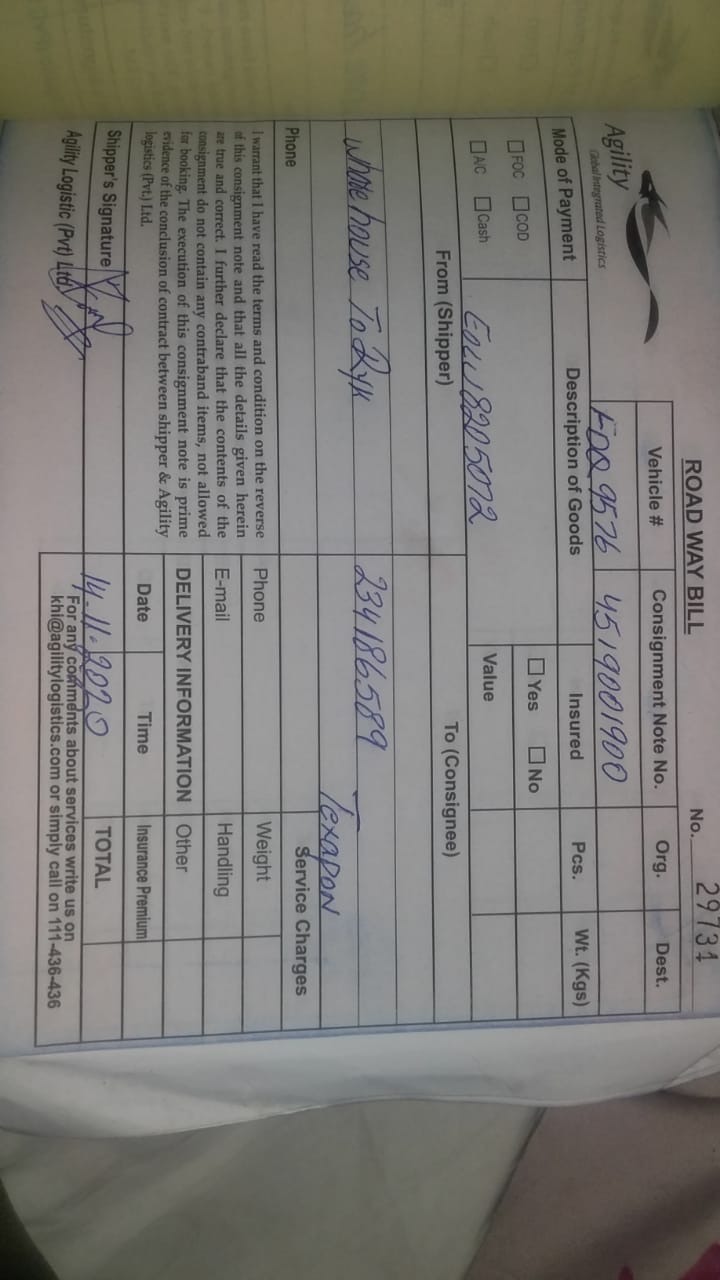 ROAD WAY BILL
No. 29731
Agility
Global Integrated Logistics
Vehicle # Consignment Note No. Org. Dest.
4519001900
Mode of Payment Description of Goods Insured Pcs. Wt. (Kgs)
FOC COD Yes No
A/C Cash Value
8205072
From (Shipper) To (Consignee)
house To Ryk 234186589
Texapon
Phone Service Charges
I warrant that I have read the terms and condition on the reverse
of this consignment note and that all the details given herein
are true and correct. I further declare that the contents of the
consignment do not contain any contraband items, not allowed
for booking. The execution of this consignment note is prime
evidence of the conclusion of contract between shipper & Agility
logistics (Pvt.) Ltd.
Phone Weight
E-mail Handling
DELIVERY INFORMATION Other
Date Time Insurance Premium
Shipper's Signature 14-11-2020 TOTAL
Agility Logistic (Pvt) Ltd.
For any comments about services write us on
khi@agilitylogistics.com or simply call on 111-436-436